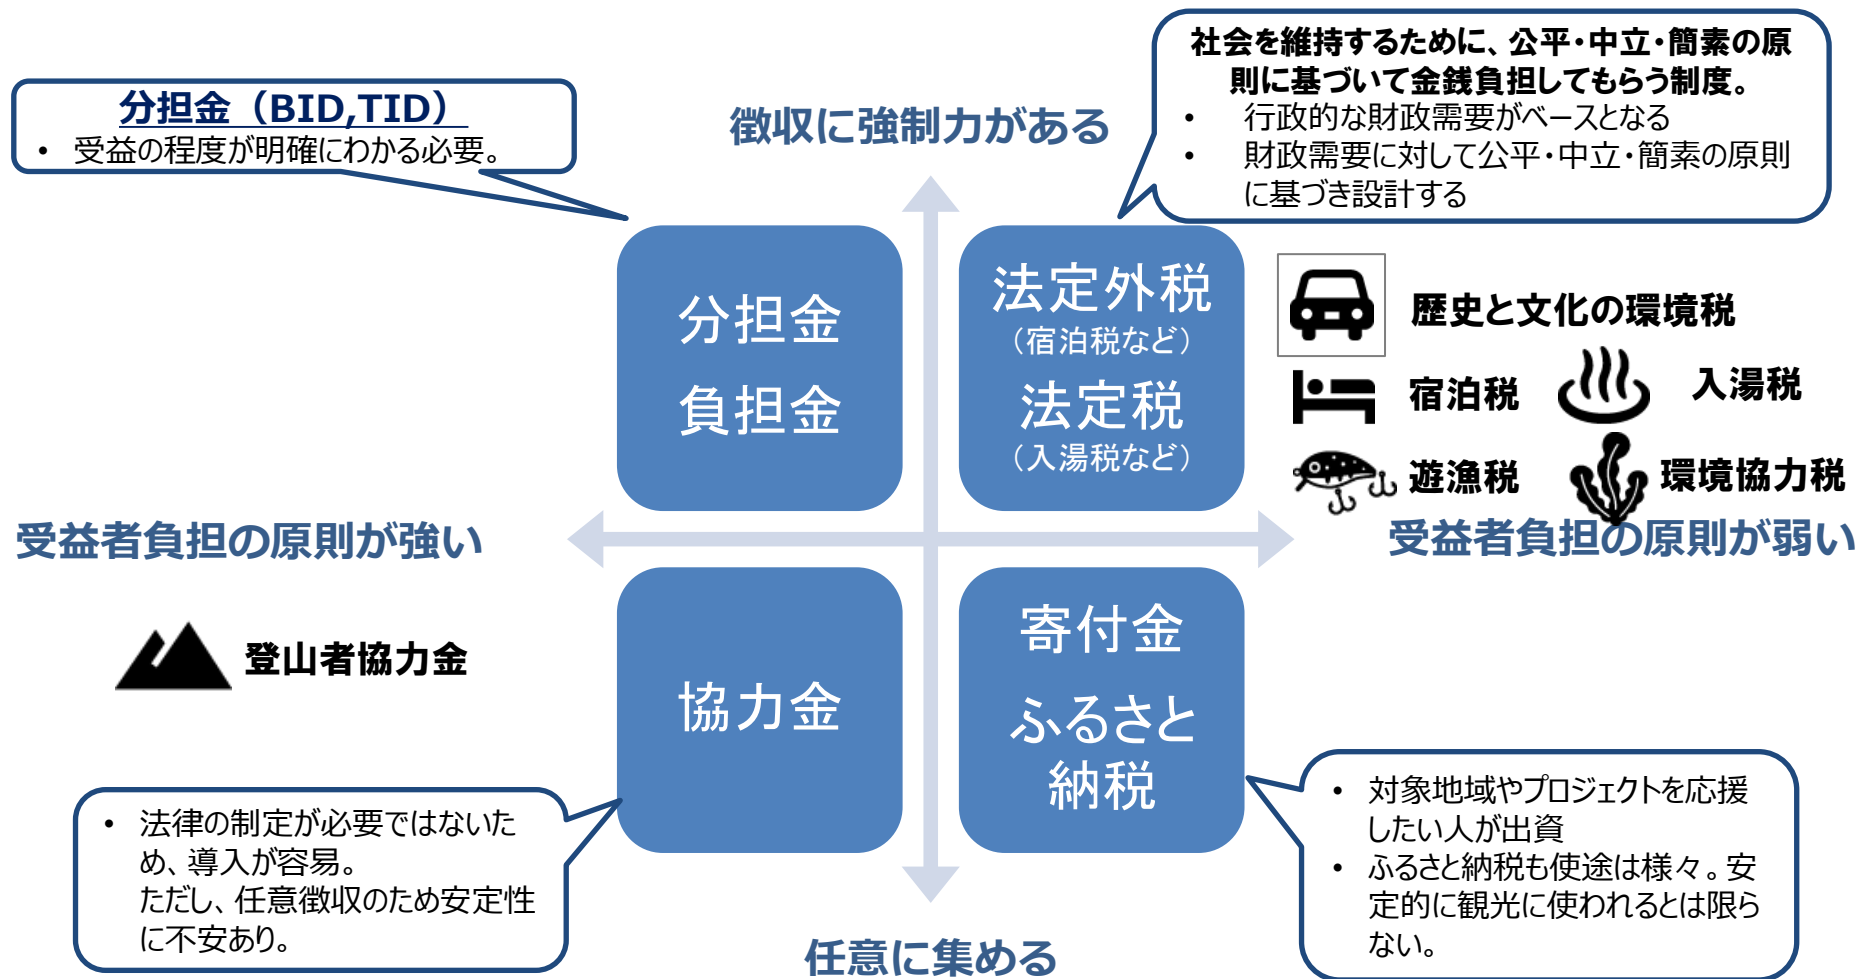 社会を維持するために、公平・中立・簡素の原
則に基づいて金銭負担してもらう制度。
• 行政的な財政需要がベースとなる
• 財政需要に対して公平・中立・簡素の原則
に基づき設計する
分担金（BID,TID）
• 受益の程度が明確にわかる必要。
徴収に強制力がある
分担金
負担金
法定外税
（宿泊税など）
法定税
（入湯税など）
歴史と文化の環境税
宿泊税
入湯税
遊漁税
環境協力税
受益者負担の原則が強い
受益者負担の原則が弱い
登山者協力金
協力金
寄付金
ふるさと
納税
• 法律の制定が必要ではないた
め、導入が容易。
ただし、任意徴収のため安定性
に不安あり。
• 対象地域やプロジェクトを応援
したい人が出資
• ふるさと納税も使途は様々。安
定的に観光に使われるとは限ら
ない。
任意に集める